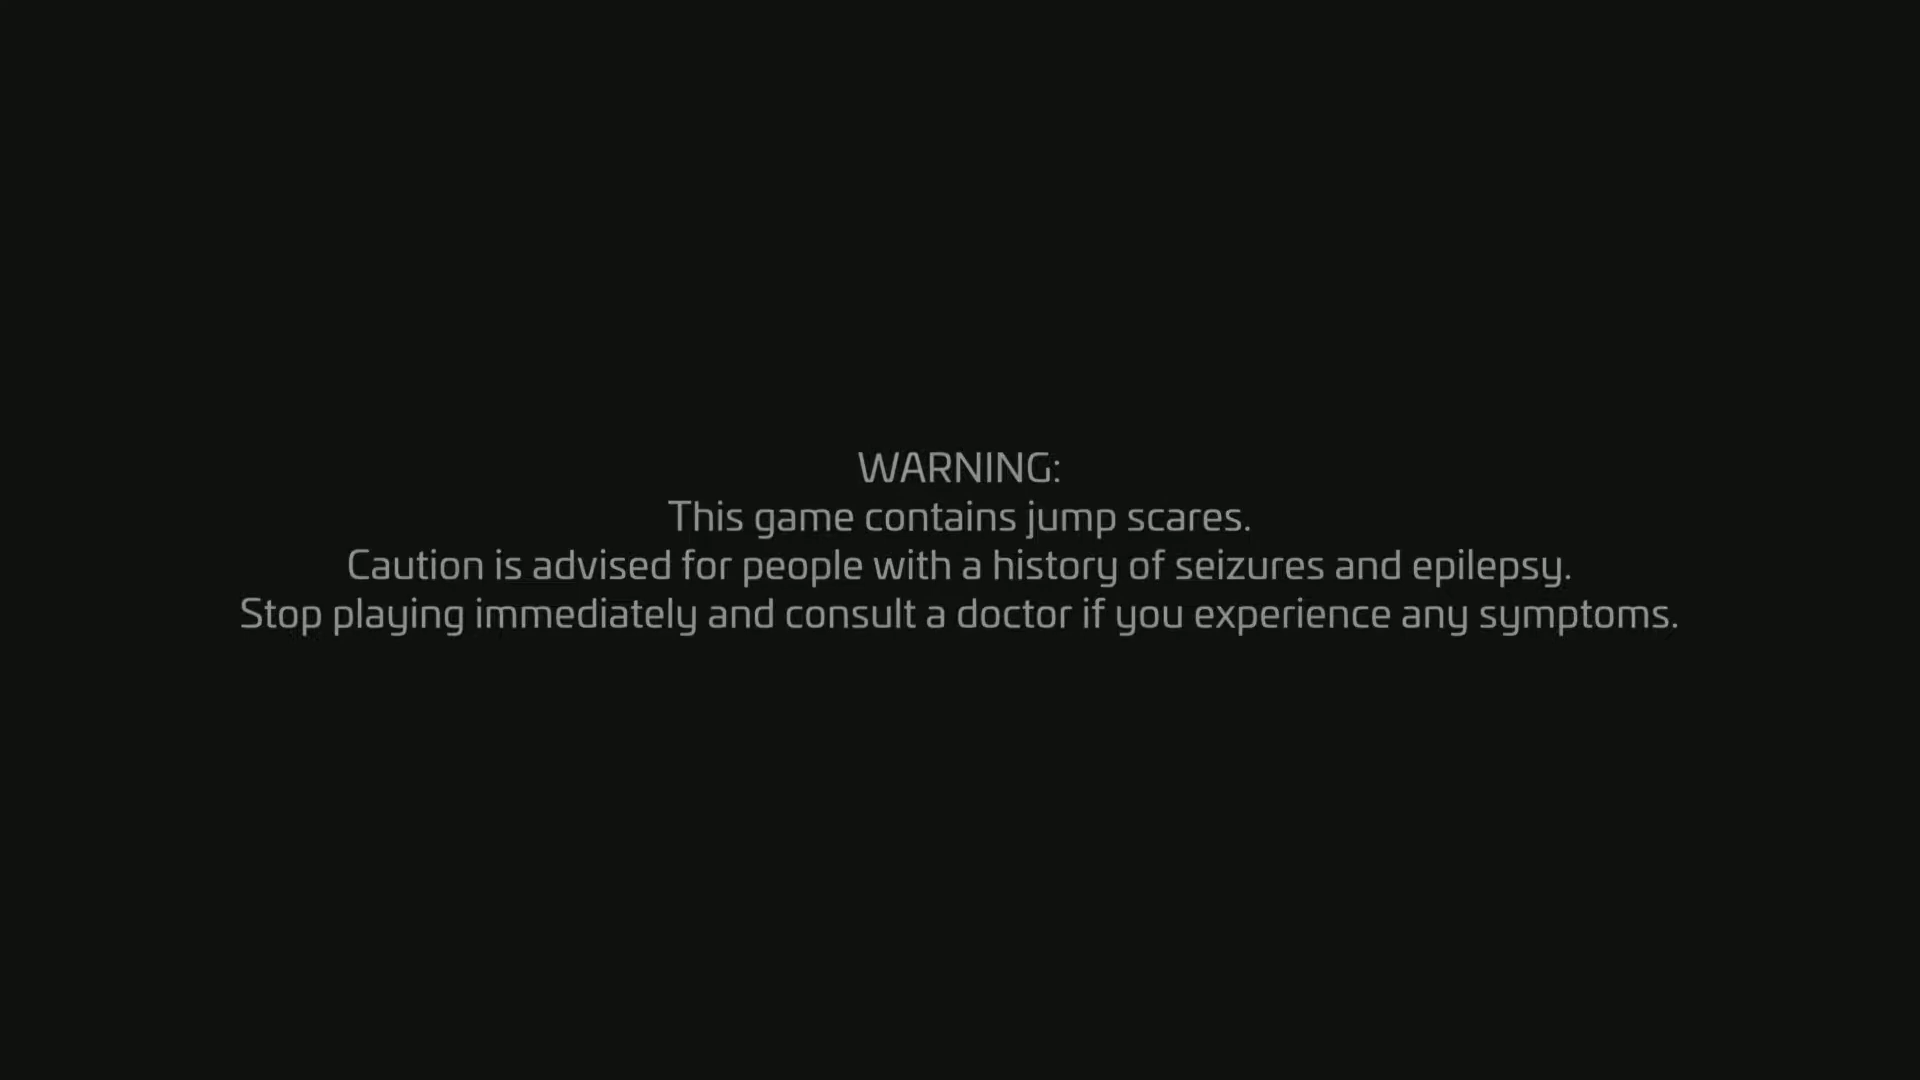 WARNING:
This game contains jump scares.
Caution is advised for people with a history of seizures and epilepsy.
Stop playing immediately and consult a doctor if you experience any symptoms.